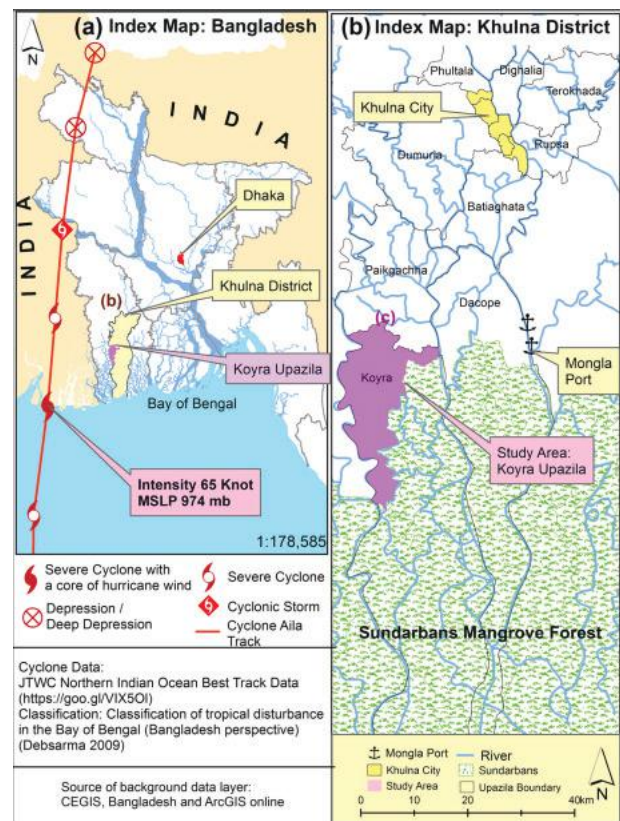 (a) Index Map: Bangladesh
N
INDIA
INDIA
Dhaka
Khulna District
(b)
Koyra Upazila
Bay of Bengal
Intensity 65 Knot
MSLP 974 mb
1:178,585
Severe Cyclone with
a core of hurricane wind
Severe Cyclone
Depression /
Deep Depression
Cyclonic Storm
Cyclone Aila
Track
Cyclone Data:
JTWC Northern Indian Ocean Best Track Data
(https://goo.gl/VIX5Ol)
Classification: Classification of tropical disturbance
in the Bay of Bengal (Bangladesh perspective)
(Debsarma 2009)
Source of background data layer:
CEGIS, Bangladesh and ArcGIS online
(b) Index Map: Khulna District
N
Phultala
Dighalia
Terokhada
Khulna City
Rupsa
Dumuria
Batiaghata
Paikgachha
Dacope
(c)
Mongla
Port
Koyra
Study Area:
Koyra Upazila
Sundarbans Mangrove Forest
Mongla Port
River
Khulna City
Sundarbans
Study Area
Upazila Boundary
N
0 10 20 40km